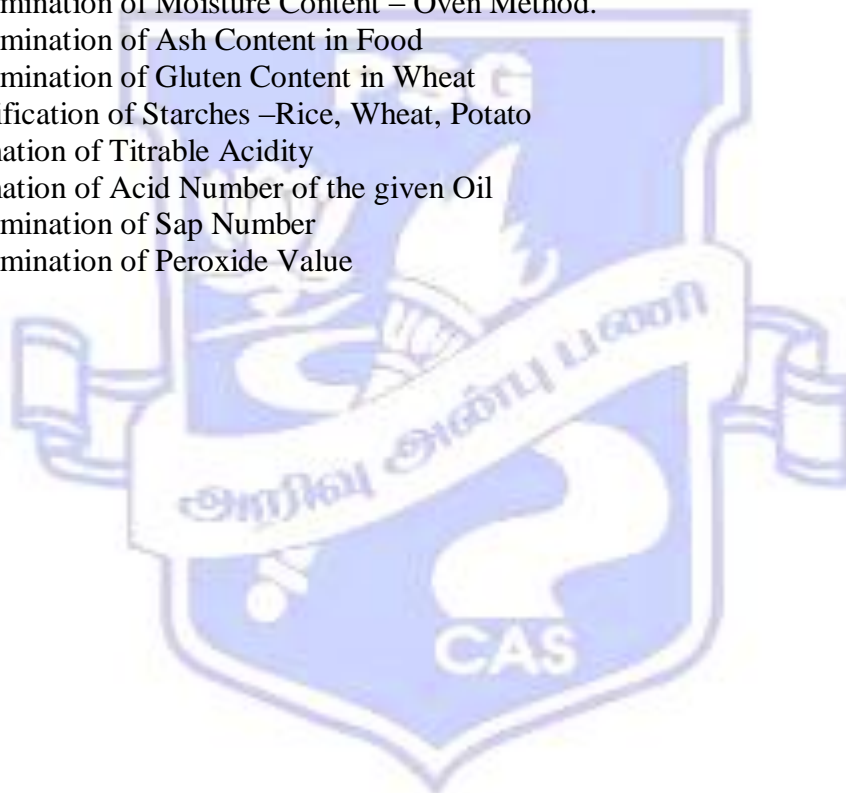 mination of Moisture Content – Oven Method.
mination of Ash Content in Food
mination of Gluten Content in Wheat
ification of Starches –Rice, Wheat, Potato
nation of Titrable Acidity
nation of Acid Number of the given Oil
mination of Sap Number
mination of Peroxide Value
PSG
அறிவு அன்பு பணி
CAS